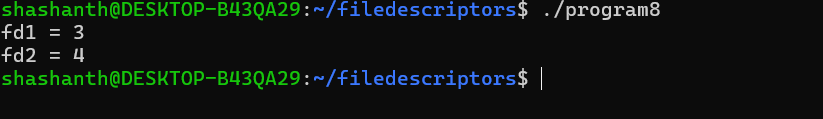 shashanth@DESKTOP-B43QA29:~/filedescriptors$ ./program8
fd1 = 3
fd2 = 4
shashanth@DESKTOP-B43QA29:~/filedescriptors$